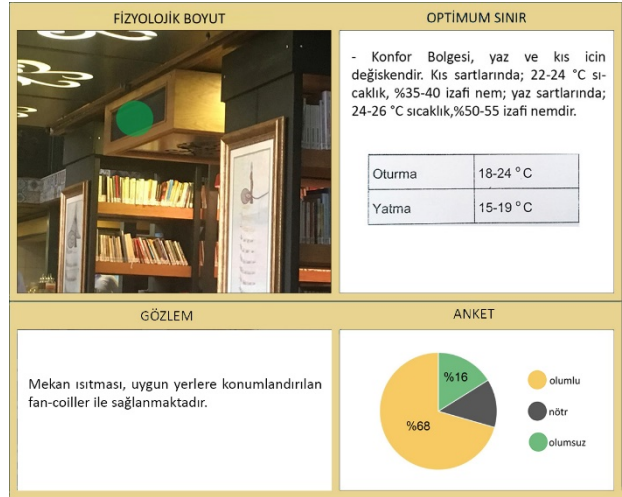 FİZYOLOJİK BOYUT
OPTİMUM SINIR
- Konfor Bolgesi, yaz ve kıs icin
değiskendir. Kıs sartlarında; 22-24 °C sı-
caklık, %35-40 izafi nem; yaz sartlarında;
24-26 °C sıcaklık,%50-55 izafi nemdir.
Oturma 18-24 °C
Yatma 15-19 °C
GÖZLEM
Mekan ısıtması, uygun yerlere konumlandırılan
fan-coiller ile sağlanmaktadır.
ANKET
%16
%68
olumlu
nötr
olumsuz